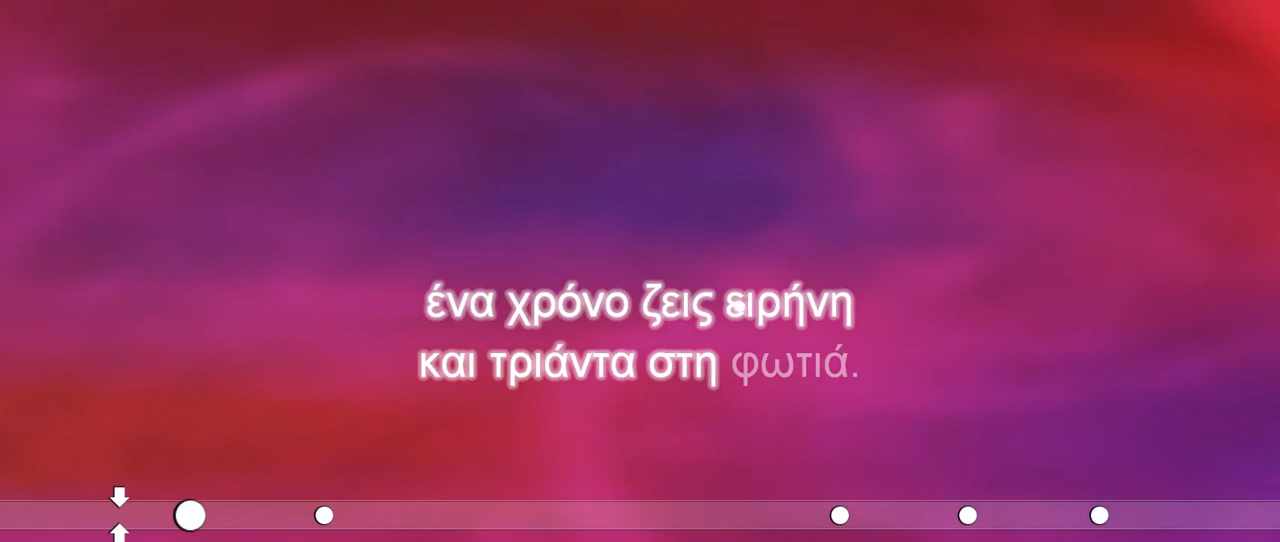 ένα χρόνο ζεις ειρήνη
και τριάντα στη φωτιά.